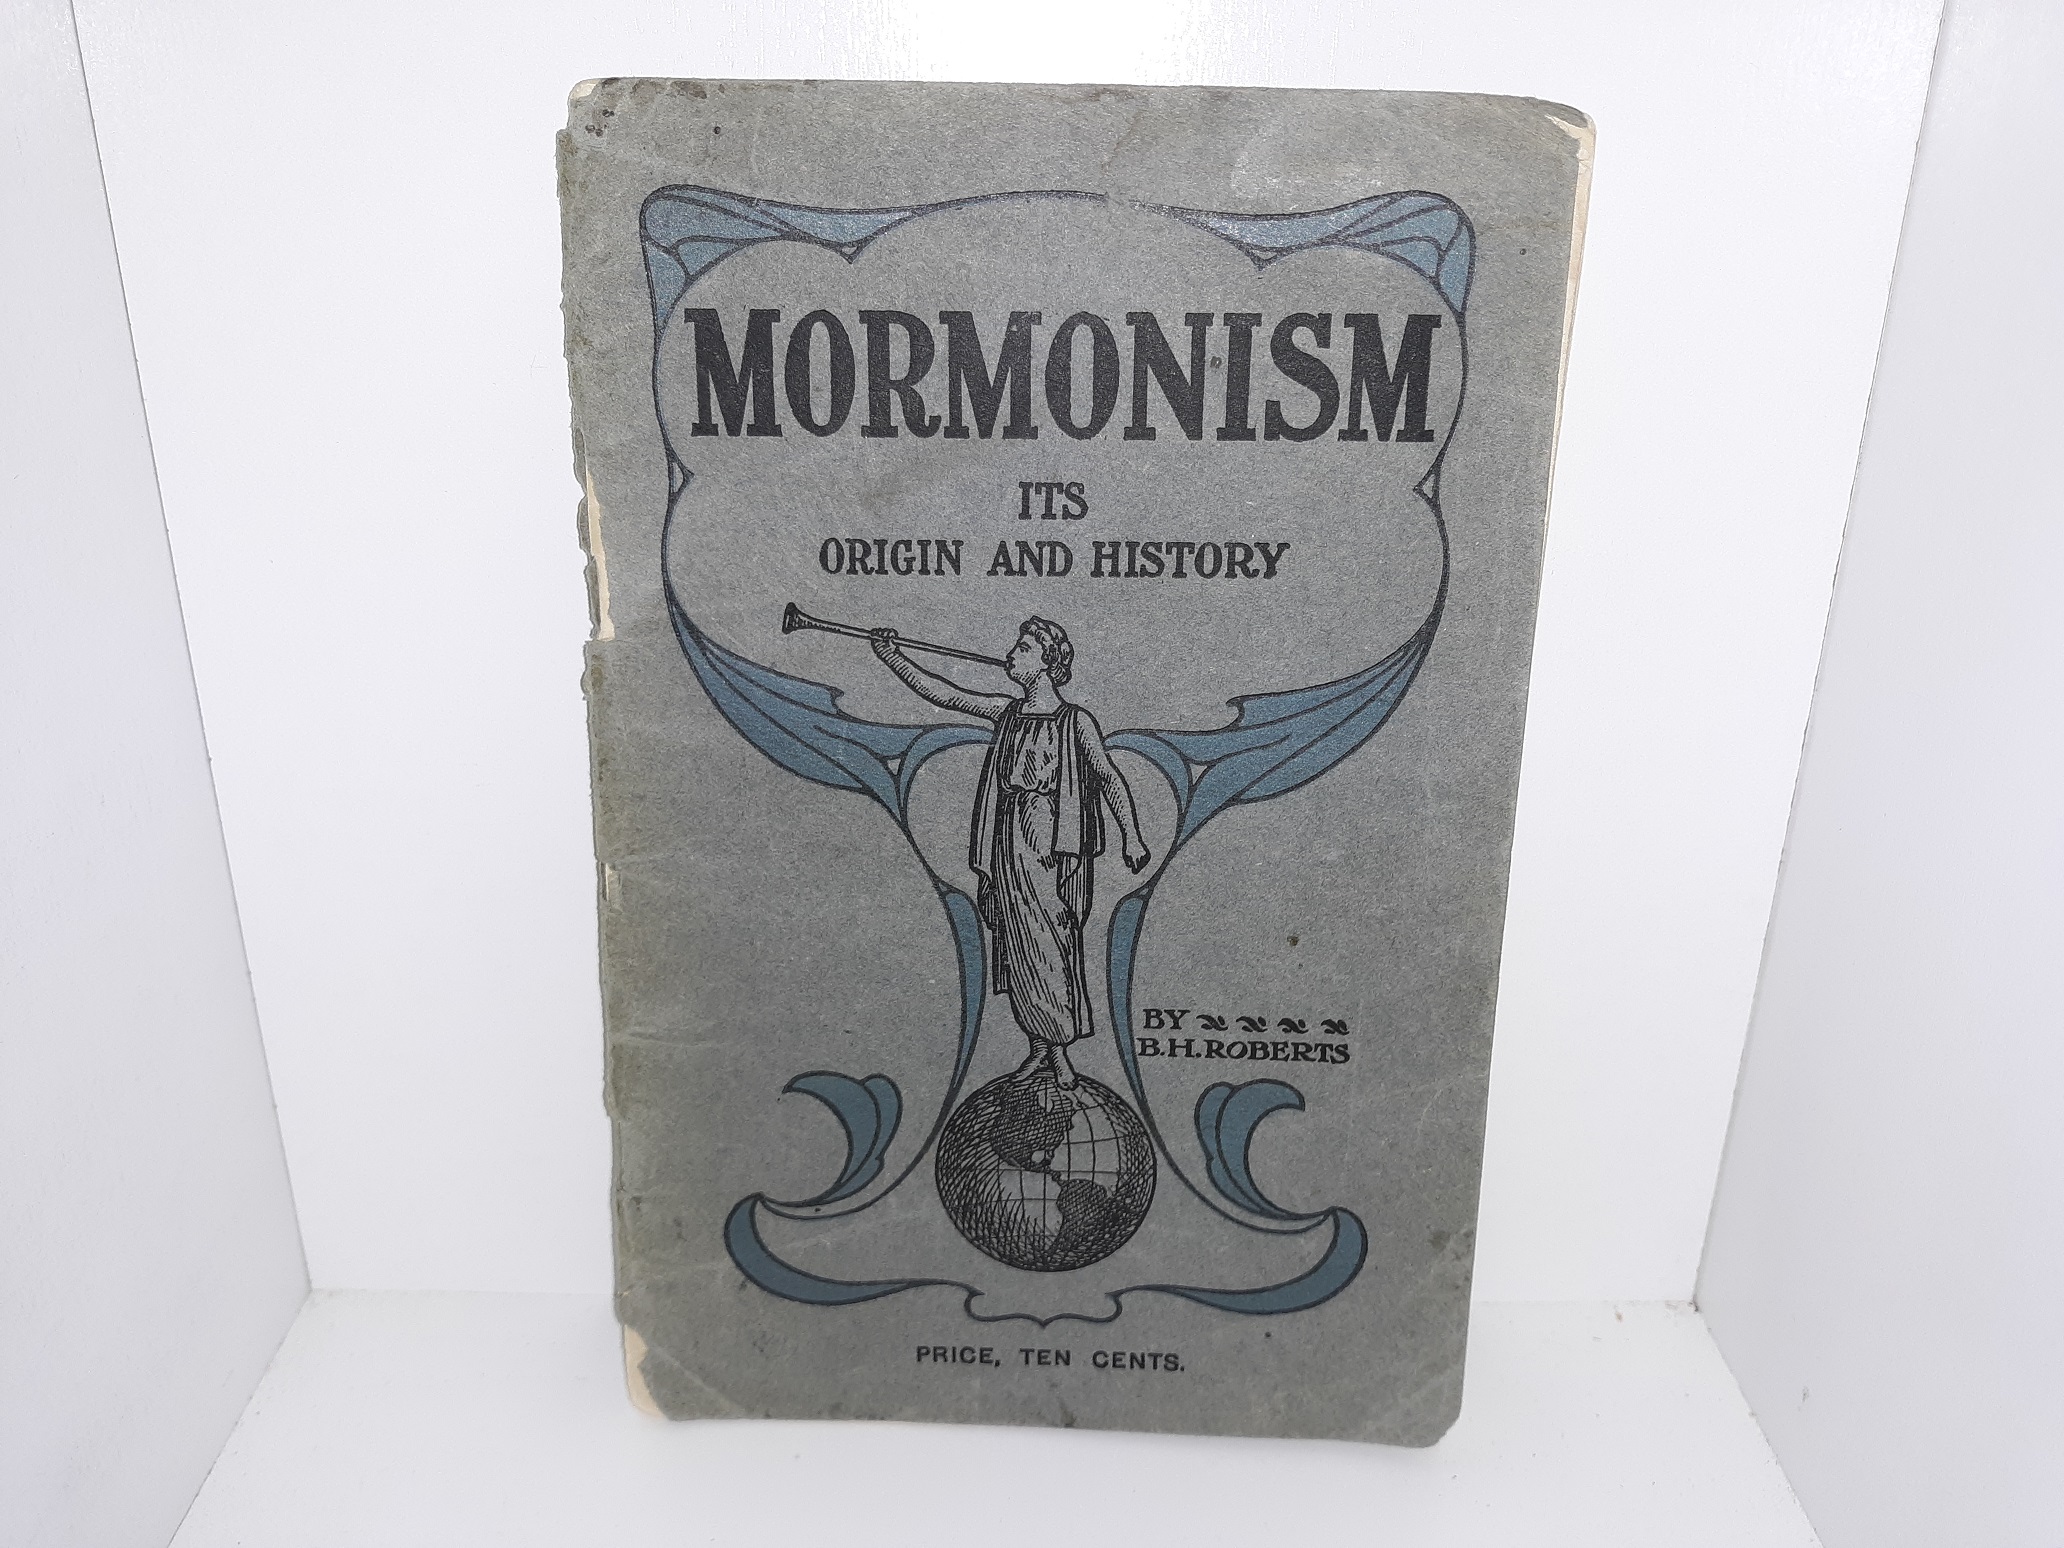 MORMONISM
ITS
ORIGIN AND HISTORY
BY
B.H. ROBERTS
PRICE, TEN CENTS.